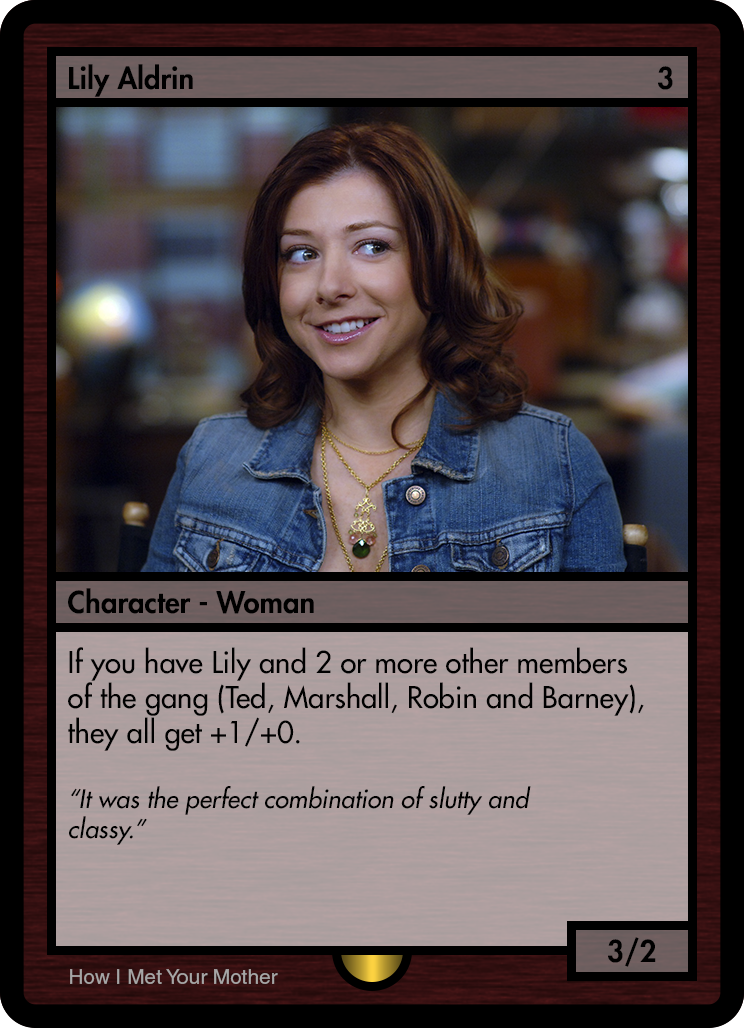 Lily Aldrin 3
Character - Woman
If you have Lily and 2 or more other members
of the gang (Ted, Marshall, Robin and Barney),
they all get +1/+0.
“It was the perfect combination of slutty and
classy.”
3/2
How I Met Your Mother